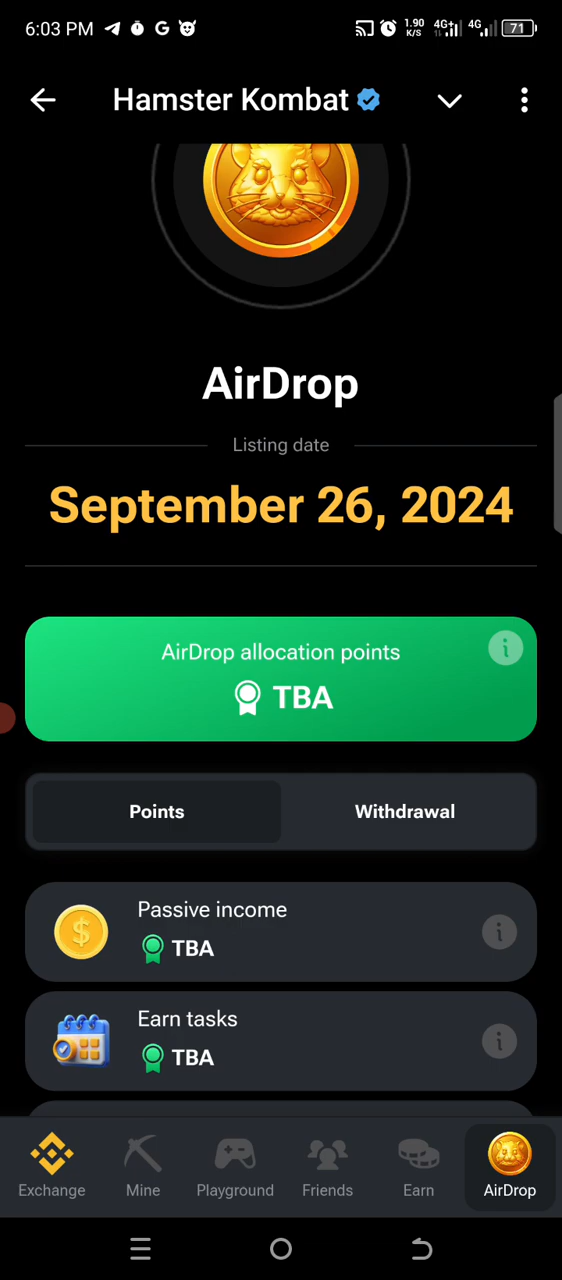 6:03 PM
1.90
K/S
4G+
4G
71
Hamster Kombat
AirDrop
Listing date
September 26, 2024
AirDrop allocation points
TBA
Points
Withdrawal
Passive income
TBA
Earn tasks
TBA
Exchange
Mine
Playground
Friends
Earn
AirDrop